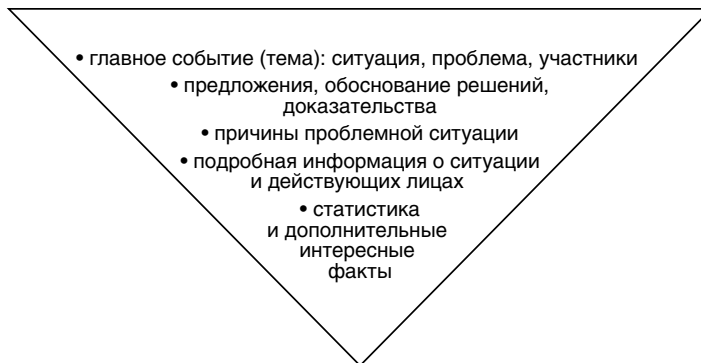 • главное событие (тема): ситуация, проблема, участники
• предложения, обоснование решений,
доказательства
• причины проблемной ситуации
• подробная информация о ситуации
и действующих лицах
• статистика
и дополнительные
интересные
факты